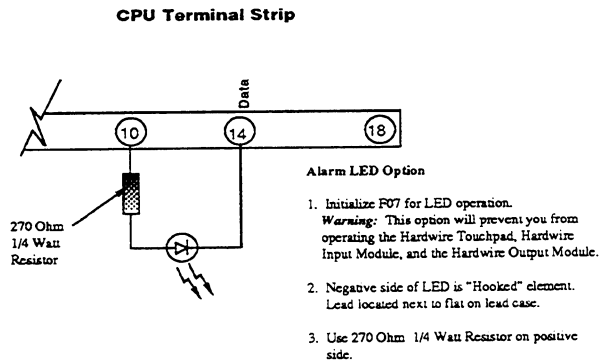 CPU Terminal Strip
Data
10
14
18
270 Ohm
1/4 Watt
Resistor
Alarm LED Option
1. Initialize F07 for LED operation.
Warning: This option will prevent you from
operating the Hardwire Touchpad, Hardwire
Input Module, and the Hardwire Output Module.
2. Negative side of LED is "Hooked" element.
Lead located next to flat on lead case.
3. Use 270 Ohm 1/4 Watt Resistor on positive
side.